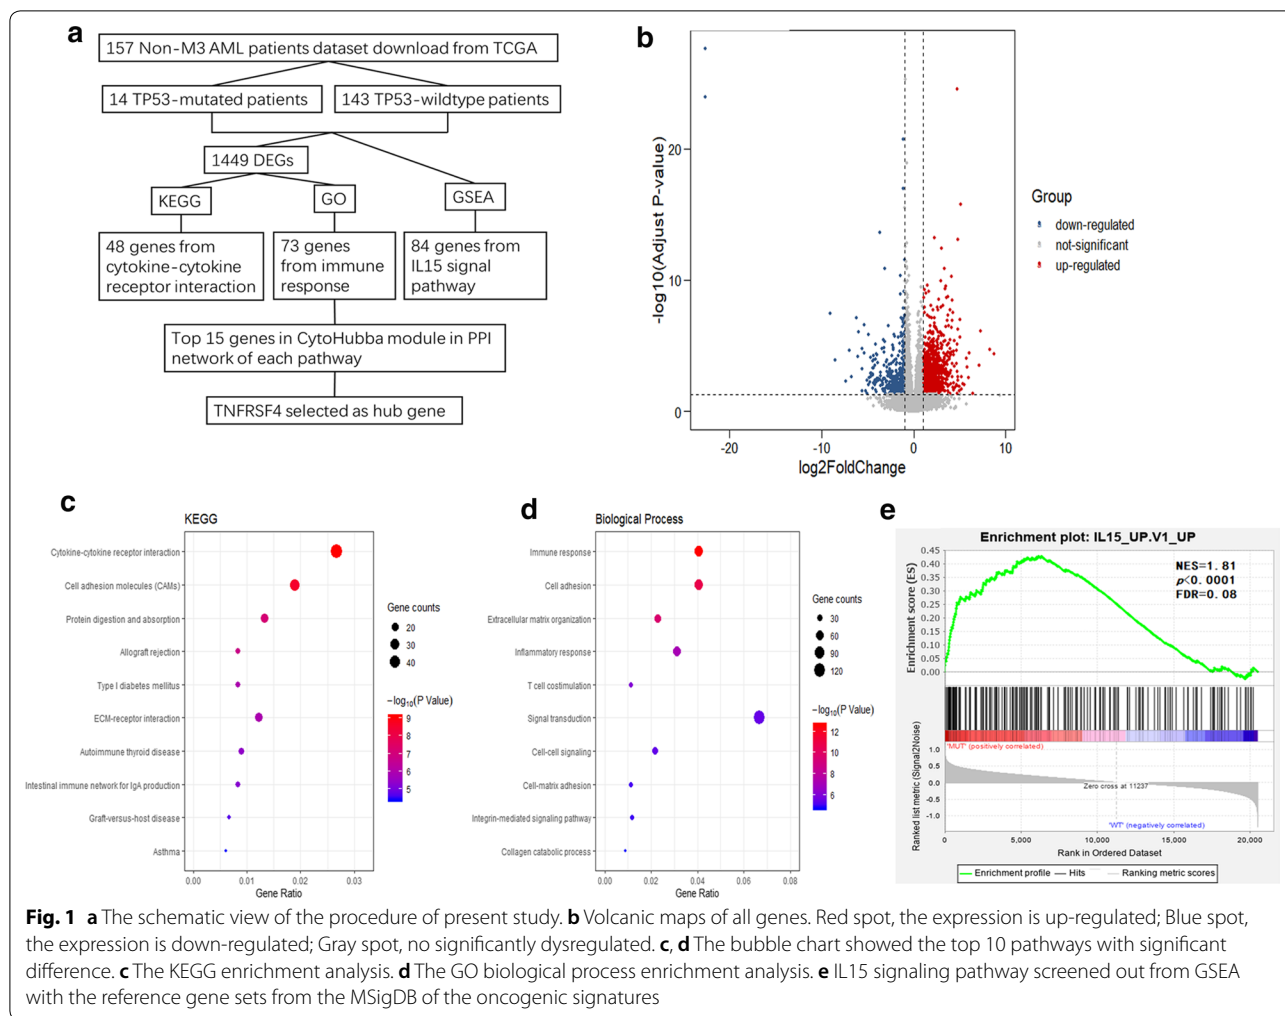 a
157 Non-M3 AML patients dataset download from TCGA
14 TP53-mutated patients
143 TP53-wildtype patients
1449 DEGs
KEGG
GO
GSEA
48 genes from
cytokine-cytokine
receptor interaction
73 genes
from immune
response
84 genes from
IL15 signal
pathway
Top 15 genes in CytoHubba module in PPI
network of each pathway
TNFRSF4 selected as hub gene
b
-log10(Adjust P-value)
20
10
0
-20
-10
0
10
log2FoldChange
Group
down-regulated
not-significant
up-regulated
c
KEGG
Cytokine-cytokine receptor interaction
Cell adhesion molecules (CAMs)
Protein digestion and absorption
Allograft rejection
Type I diabetes mellitus
ECM-receptor interaction
Autoimmune thyroid disease
Intestinal immune network for IgA production
Graft-versus-host disease
Asthma
0.00
0.01
0.02
0.03
Gene Ratio
Gene counts
20
30
40
−log10(P Value)
9
8
7
6
5
d
Biological Process
Immune response
Cell adhesion
Extracellular matrix organization
Inflammatory response
T cell costimulation
Signal transduction
Cell-cell signaling
Cell-matrix adhesion
Integrin-mediated signaling pathway
Collagen catabolic process
0.00
0.02
0.04
0.06
0.08
Gene Ratio
Gene counts
30
60
90
120
−log10(P Value)
12
10
8
6
e
Enrichment plot: IL15_UP.V1_UP
Enrichment score (ES)
0.45
0.40
0.35
0.30
0.25
0.20
0.15
0.10
0.05
0.00
NES=1.81
p<0.0001
FDR=0.08
Ranked list metric (Signal2Noise)
1.0
0.5
0.0
-0.5
-1.0
'MUT' (positively correlated)
Zero cross at 11237
'WT' (negatively correlated)
0
5,000
10,000
15,000
20,000
Rank in Ordered Dataset
Enrichment profile
Hits
Ranking metric scores
Fig. 1 a The schematic view of the procedure of present study. b Volcanic maps of all genes. Red spot, the expression is up-regulated; Blue spot,
the expression is down-regulated; Gray spot, no significantly dysregulated. c, d The bubble chart showed the top 10 pathways with significant
difference. c The KEGG enrichment analysis. d The GO biological process enrichment analysis. e IL15 signaling pathway screened out from GSEA
with the reference gene sets from the MSigDB of the oncogenic signatures